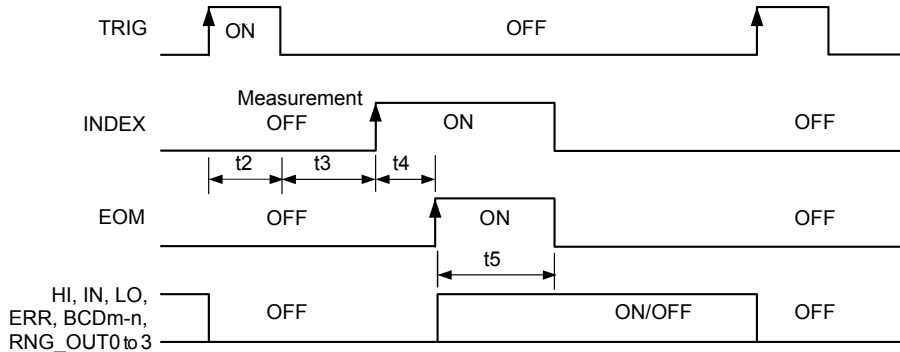 TRIG ON OFF
Measurement
INDEX OFF ON OFF
t2 t3 t4
EOM OFF ON OFF
t5
HI, IN, LO,
ERR, BCDm-n, OFF ON/OFF OFF
RNG_OUT0 to 3